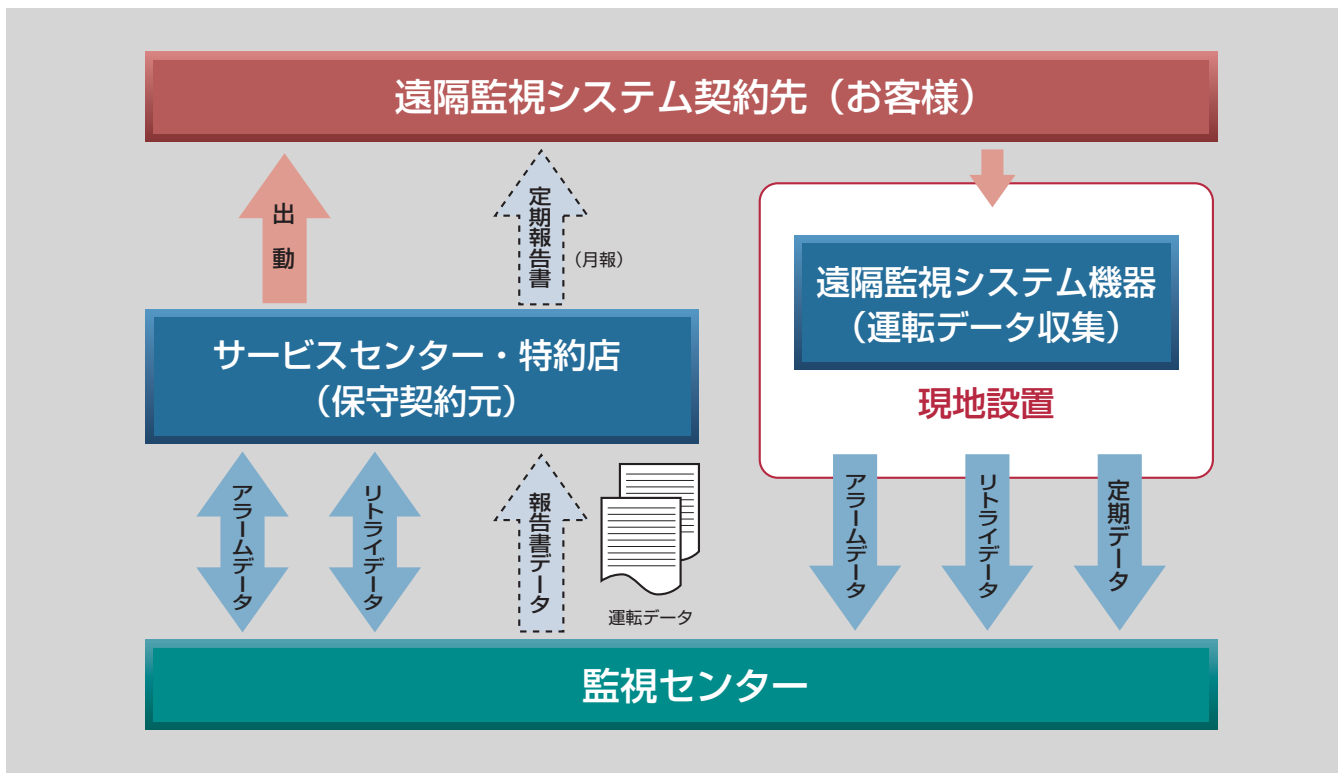 遠隔監視システム契約先（お客様）
出動
定期報告書
（月報）
遠隔監視システム機器
（運転データ収集）
現地設置
サービスセンター・特約店
（保守契約元）
アラームデータ
リトライデータ
報告書データ
運転データ
アラームデータ
リトライデータ
定期データ
監視センター